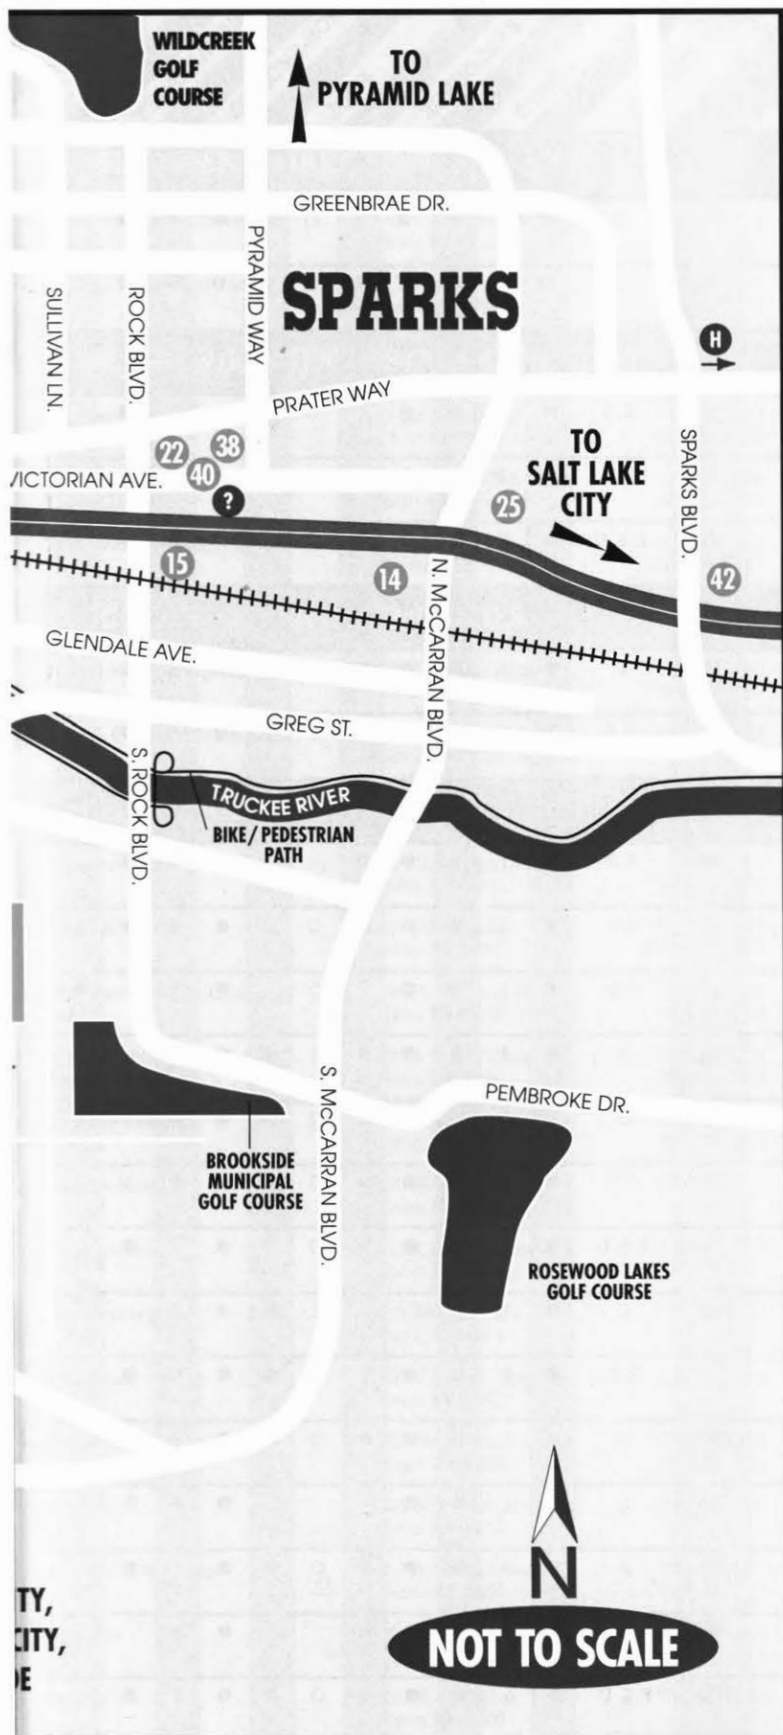 WILDCREEK
GOLF
COURSE
TO
PYRAMID LAKE
GREENBRAE DR.
SULLIVAN LN.
ROCK BLVD.
PYRAMID WAY
SPARKS
H
PRATER WAY
22
38
40
?
VICTORIAN AVE.
25
TO
SALT LAKE
CITY
SPARKS BLVD.
15
14
42
N. McCARRAN BLVD.
GLENDALE AVE.
GREG ST.
S. ROCK BLVD.
TRUCKEE RIVER
BIKE/PEDESTRIAN
PATH
S. McCARRAN BLVD.
PEMBROKE DR.
BROOKSIDE
MUNICIPAL
GOLF COURSE
ROSEWOOD LAKES
GOLF COURSE
N
NOT TO SCALE
TY,
CITY,
DE